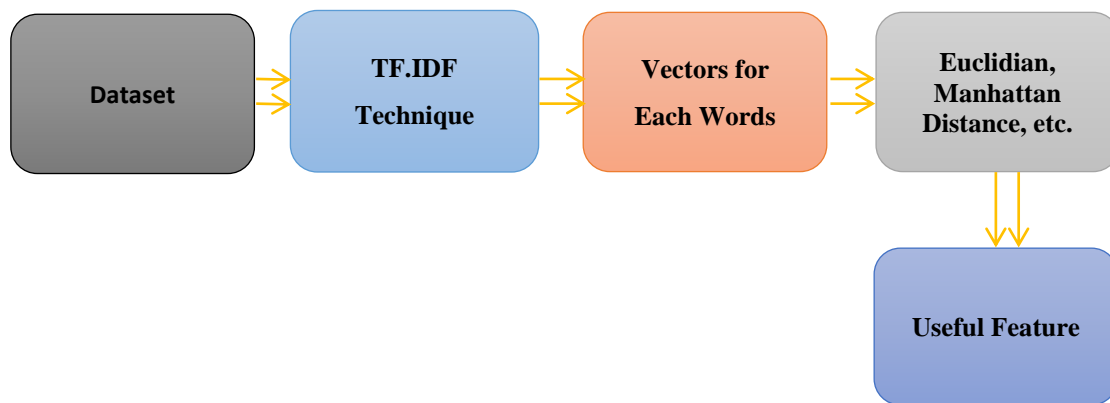 Dataset
TF.IDF
Technique
Vectors for
Each Words
Euclidian,
Manhattan
Distance, etc.
Useful Feature